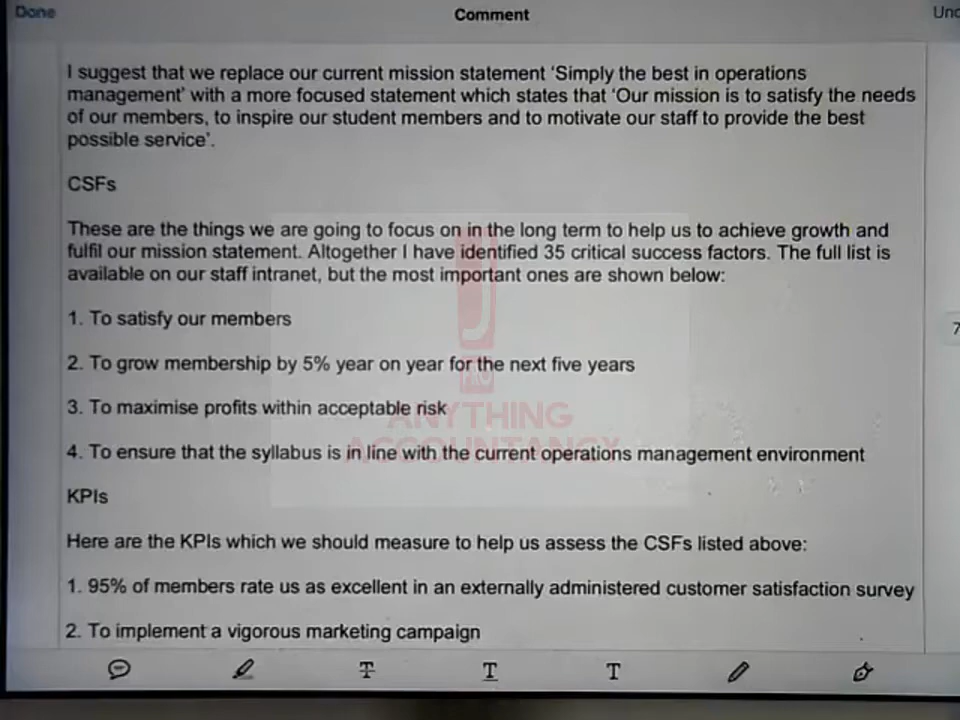 Done
Comment
I suggest that we replace our current mission statement ‘Simply the best in operations
management’ with a more focused statement which states that ‘Our mission is to satisfy the needs
of our members, to inspire our student members and to motivate our staff to provide the best
possible service’.
CSFs
These are the things we are going to focus on in the long term to help us to achieve growth and
fulfil our mission statement. Altogether I have identified 35 critical success factors. The full list is
available on our staff intranet, but the most important ones are shown below:
1. To satisfy our members
2. To grow membership by 5% year on year for the next five years
7
3. To maximise profits within acceptable risk
PRO
ANYTHING
ACCOUNTANCY
4. To ensure that the syllabus is in line with the current operations management environment
KPIs
Here are the KPIs which we should measure to help us assess the CSFs listed above:
1. 95% of members rate us as excellent in an externally administered customer satisfaction survey
2. To implement a vigorous marketing campaign
T T T